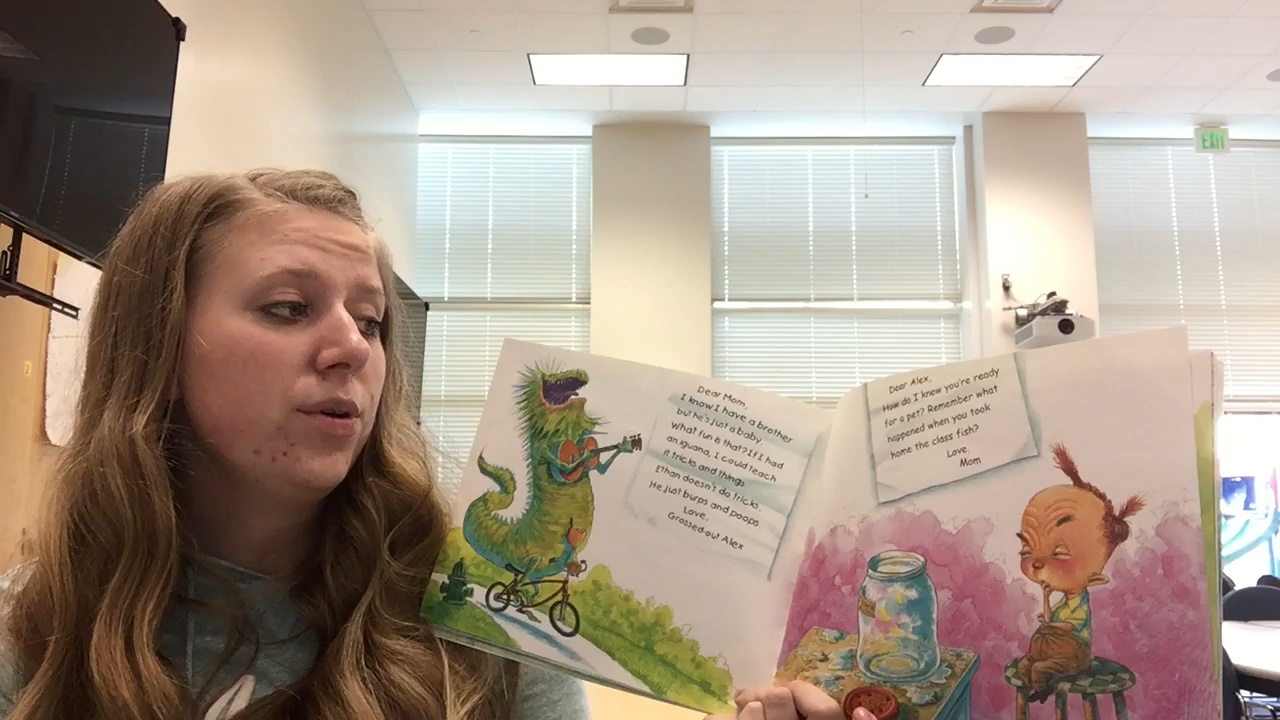 EXIT
Dear Mom,
I know I have a brother
but he's just a baby.
What fun is that? If I had
an iguana, I could teach
it tricks and things.
Ethan doesn't do tricks.
He just burps and poops.
Love,
Grossed-out Alex
Dear Alex,
How do I know you're ready
for a pet? Remember what
happened when you took
home the class fish?
Love,
Mom